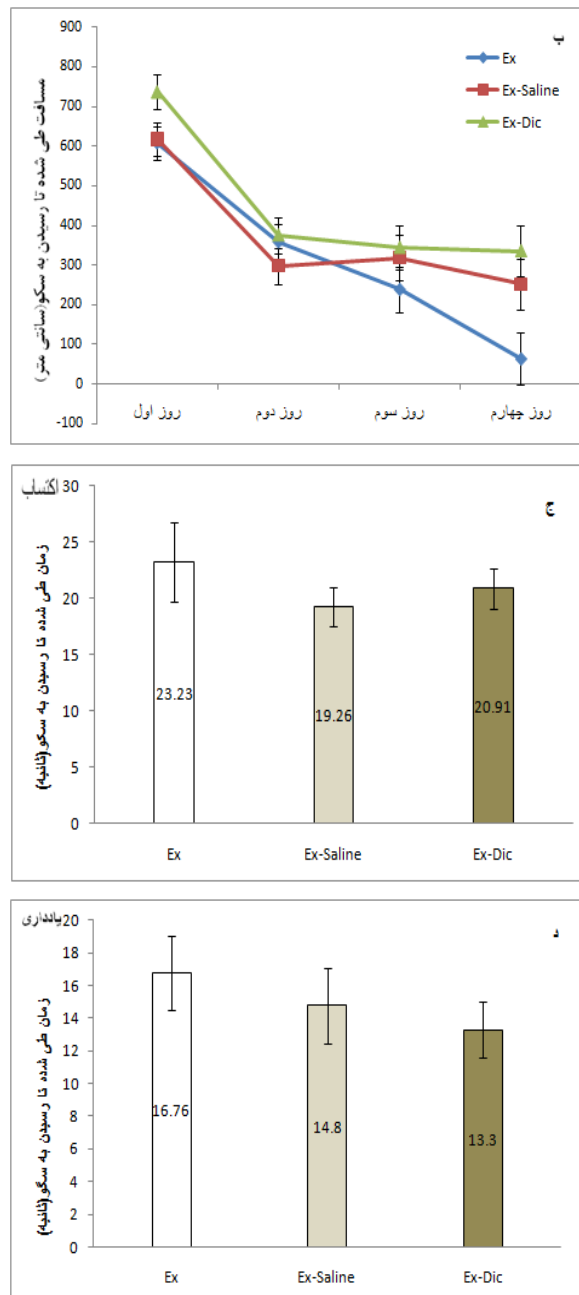 ب
Ex
Ex-Saline
Ex-Dic
مسافت طی شده تا رسیدن به سکو(سانتی متر)
900
800
700
600
500
400
300
200
100
0
-100
روز اول
روز دوم
روز سوم
روز چهارم
اکتساب
ج
زمان طی شده تا رسیدن به سکو(ثانیه)
30
25
20
15
10
5
0
23.23
19.26
20.91
Ex
Ex-Saline
Ex-Dic
یادداری
د
زمان طی شده تا رسیدن به سکو(ثانیه)
20
18
16
14
12
10
8
6
4
2
0
16.76
14.8
13.3
Ex
Ex-Saline
Ex-Dic